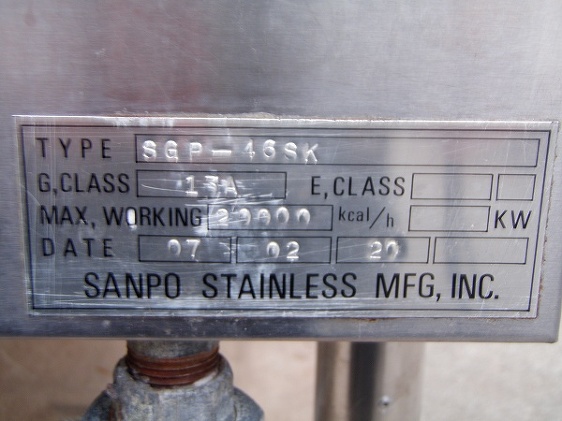 TYPE SGP-46SK
G,CLASS 13A E,CLASS
MAX, WORKING 29000 kcal/h KW
DATE 07 02 20
SANPO STAINLESS MFG, INC.